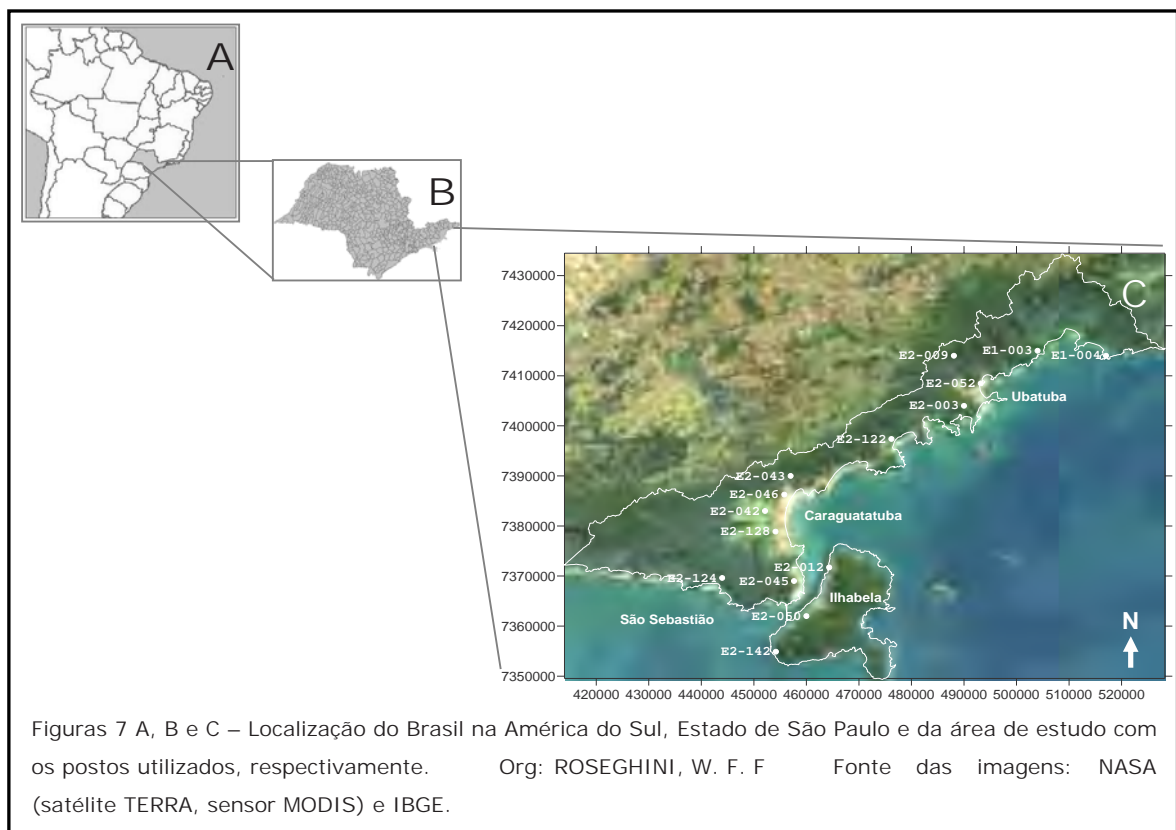 A
B
C
7430000
7420000
7410000
7400000
7390000
7380000
7370000
7360000
7350000
E2-009
E1-003
E1-004
E2-052
Ubatuba
E2-003
E2-122
E2-043
E2-046
E2-042
Caraguatatuba
E2-128
E2-012
E2-124
E2-045
Ilhabela
E2-050
São Sebastião
N
E2-142
420000 430000 440000 450000 460000 470000 480000 490000 500000 510000 520000
Figuras 7 A, B e C – Localização do Brasil na América do Sul, Estado de São Paulo e da área de estudo com
os postos utilizados, respectivamente. Org: ROSEGHINI, W. F. F Fonte das imagens: NASA
(satélite TERRA, sensor MODIS) e IBGE.